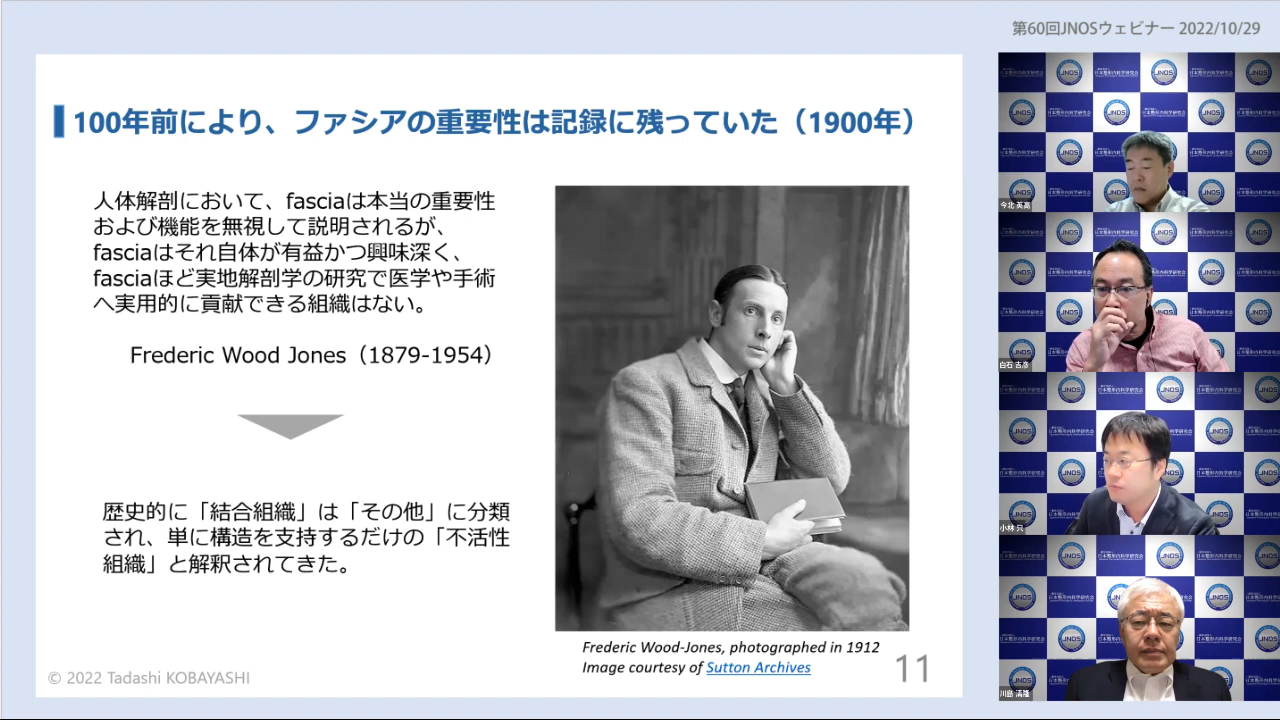 第60回JNOSウェビナー 2022/10/29
100年前により、ファシアの重要性は記録に残っていた（1900年）
人体解剖において、fasciaは本当の重要性
および機能を無視して説明されるが、
fasciaはそれ自体が有益かつ興味深く、
fasciaほど実地解剖学の研究で医学や手術
へ実用的に貢献できる組織はない。
Frederic Wood Jones（1879-1954）
歴史的に「結合組織」は「その他」に分類
され、単に構造を支持するだけの「不活性
組織」と解釈されてきた。
Frederic Wood-Jones, photographed in 1912
Image courtesy of Sutton Archives
11
© 2022 Tadashi KOBAYASHI
JNOS
今北 英高
白石 吉彦
小林 只